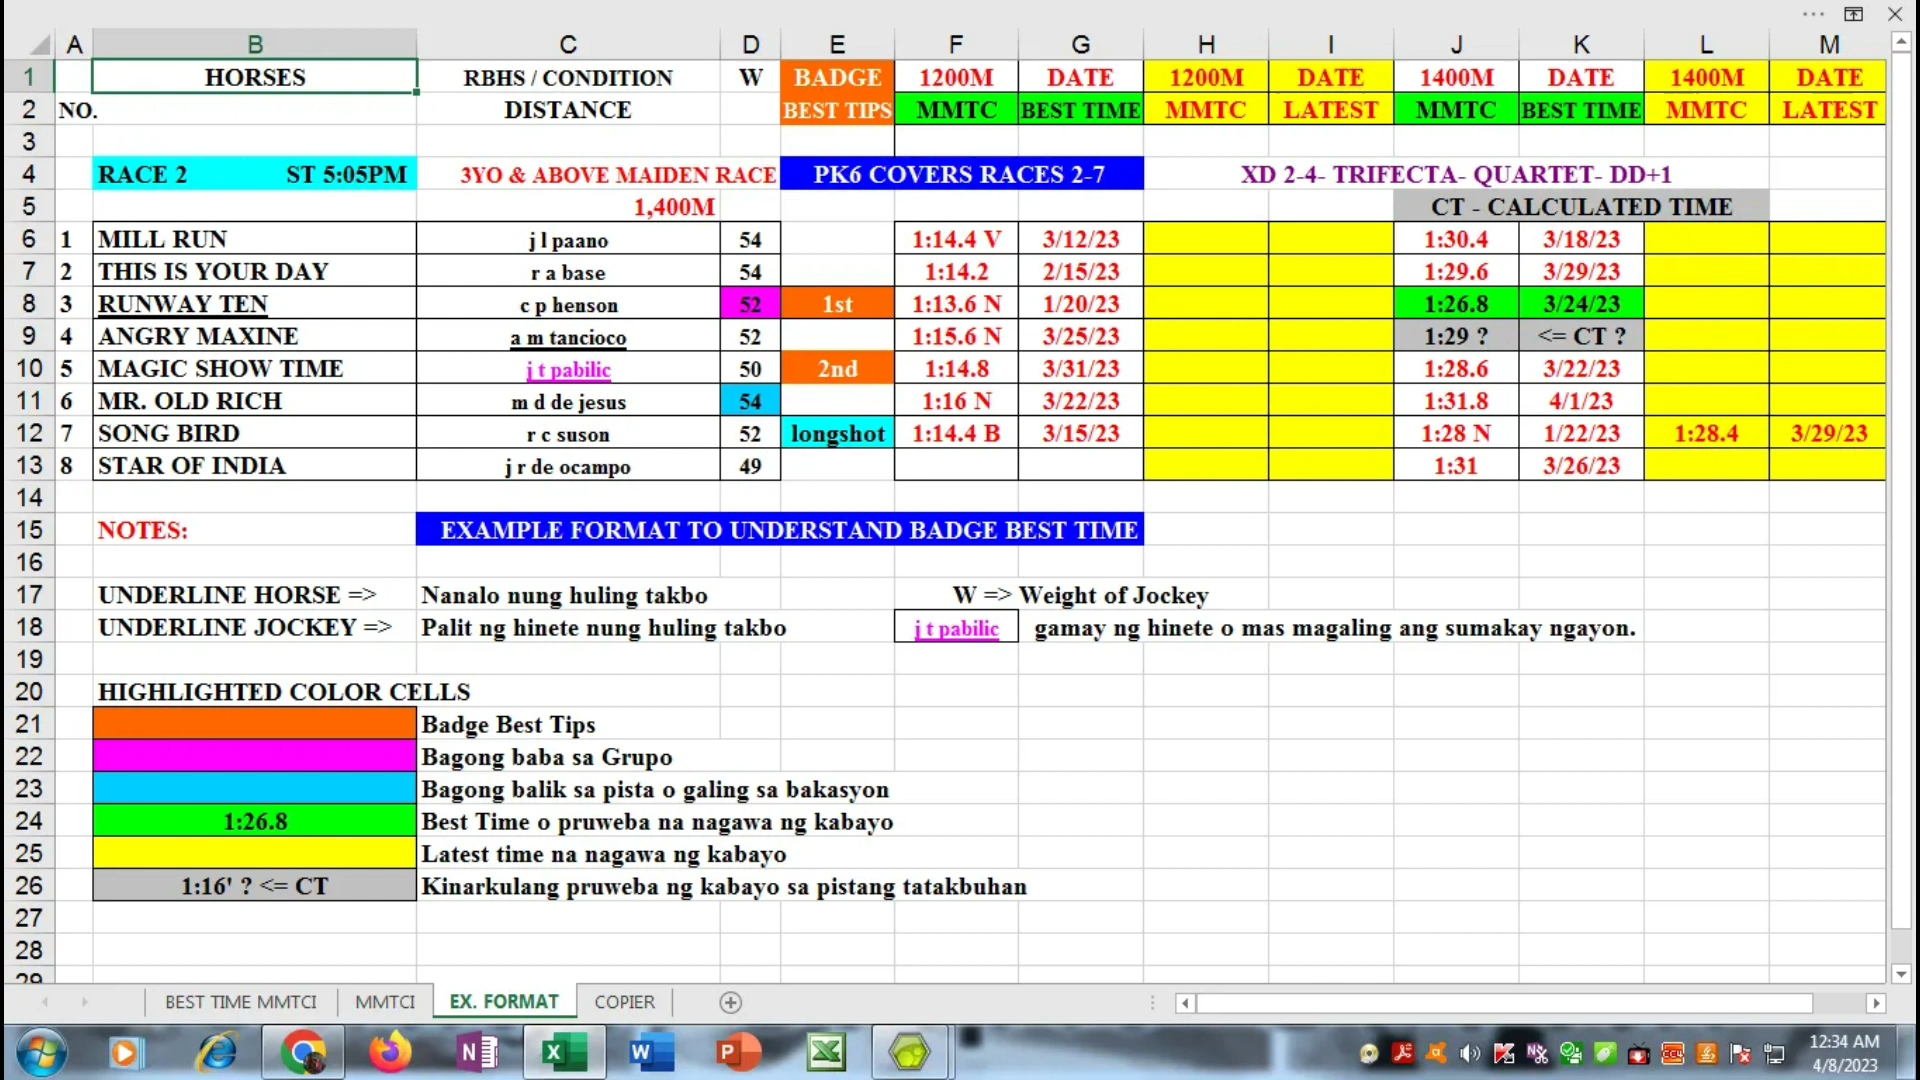 A B C D E F G H I J K L M
1 HORSES RBHS / CONDITION W BADGE 1200M DATE 1200M DATE 1400M DATE 1400M DATE
2 NO. DISTANCE BEST TIPS MMTC BEST TIME MMTC LATEST MMTC BEST TIME MMTC LATEST
3
4 RACE 2 ST 5:05PM 3YO & ABOVE MAIDEN RACE PK6 COVERS RACES 2-7 XD 2-4- TRIFECTA- QUARTET- DD+1
5 1,400M CT - CALCULATED TIME
6 1 MILL RUN j l paano 54 1:14.4 V 3/12/23 1:30.4 3/18/23
7 2 THIS IS YOUR DAY r a base 54 1:14.2 2/15/23 1:29.6 3/29/23
8 3 RUNWAY TEN c p henson 52 1st 1:13.6 N 1/20/23 1:26.8 3/24/23
9 4 ANGRY MAXINE a m tancioco 52 1:15.6 N 3/25/23 1:29 ? <= CT ?
10 5 MAGIC SHOW TIME j t pabilic 50 2nd 1:14.8 3/31/23 1:28.6 3/22/23
11 6 MR. OLD RICH m d de jesus 54 1:16 N 3/22/23 1:31.8 4/1/23
12 7 SONG BIRD r c suson 52 longshot 1:14.4 B 3/15/23 1:28 N 1/22/23 1:28.4 3/29/23
13 8 STAR OF INDIA j r de ocampo 49 1:31 3/26/23
14
15 NOTES: EXAMPLE FORMAT TO UNDERSTAND BADGE BEST TIME
16
17 UNDERLINE HORSE => Nanalo nung huling takbo W => Weight of Jockey
18 UNDERLINE JOCKEY => Palit ng hinete nung huling takbo j t pabilic gamay ng hinete o mas magaling ang sumakay ngayon.
19
20 HIGHLIGHTED COLOR CELLS
21 Badge Best Tips
22 Bagong baba sa Grupo
23 Bagong balik sa pista o galing sa bakasyon
24 1:26.8 Best Time o pruweba na nagawa ng kabayo
25 Latest time na nagawa ng kabayo
26 1:16' ? <= CT Kinarkulang pruweba ng kabayo sa pistang tatakbuhan
27
28
29
BEST TIME MMTCI MMTCI EX. FORMAT COPIER
12:34 AM
4/8/2023